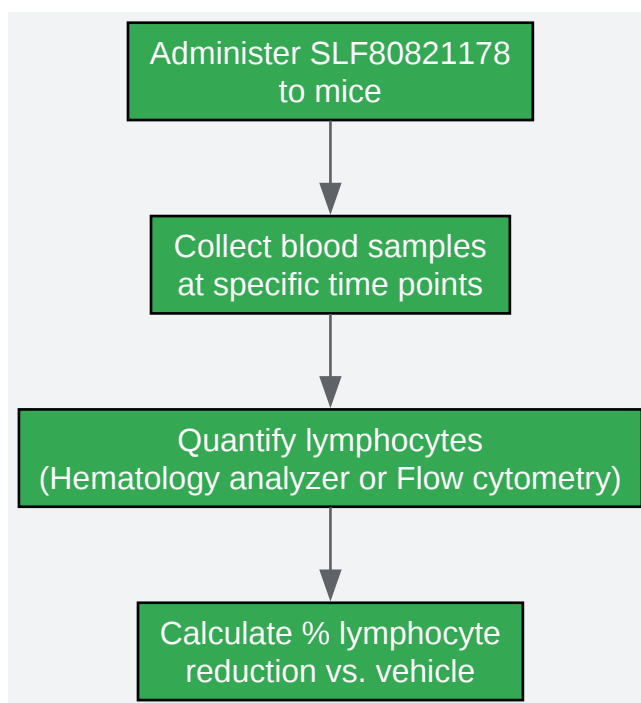 Administer SLF80821178
to mice
Collect blood samples
at specific time points
Quantify lymphocytes
(Hematology analyzer or Flow cytometry)
Calculate % lymphocyte
reduction vs. vehicle